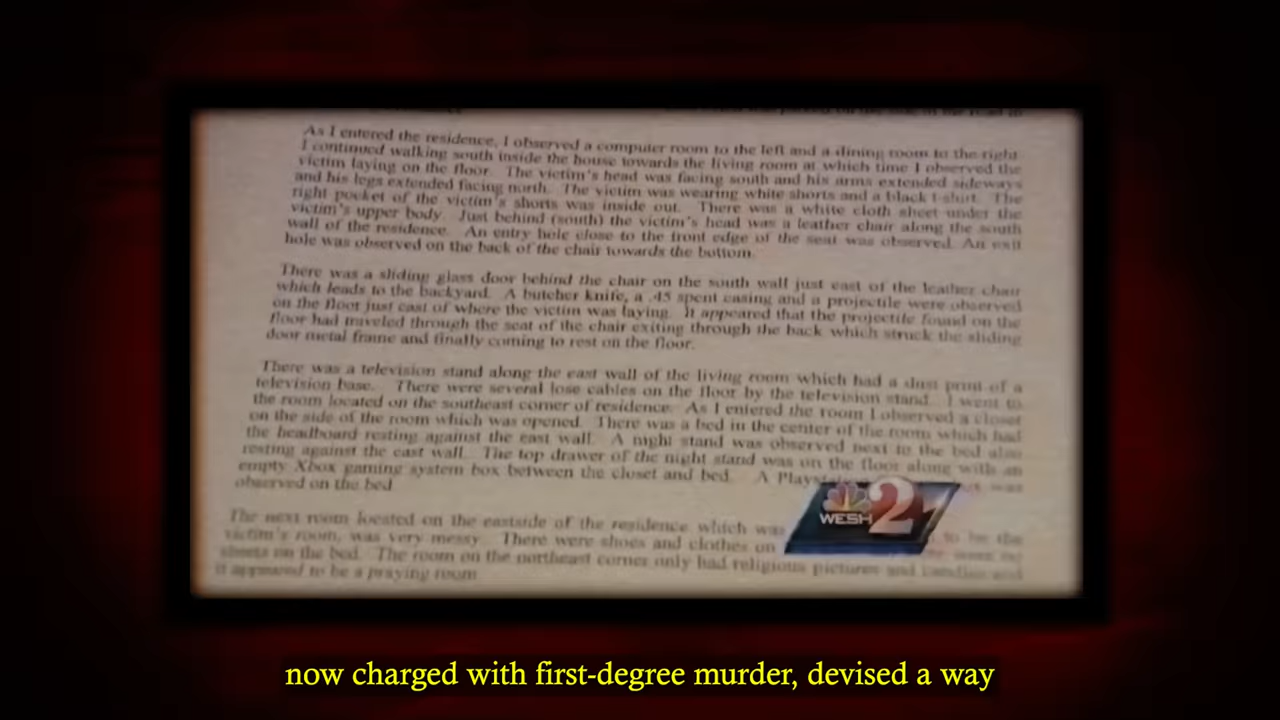 As I entered the residence, I observed a computer room to the left and a dining room to the right
I continued walking south inside the house towards the living room at which time I observed the
victim laying on the floor. The victim's head was facing south and his arms extended sideways
and his legs extended facing north. The victim was wearing white shorts and a black t-shirt. The
right pocket of the victim's shorts was inside out. There was a white cloth sheet under the
victim's upper body. Just behind (south) the victim's head was a leather chair along the south
wall of the residence. An entry hole close to the front edge of the seat was observed. An exit
hole was observed on the back of the chair towards the bottom.
There was a sliding glass door behind the chair on the south wall just east of the leather chair
which leads to the backyard. A butcher knife, a .45 spent casing and a projectile were observed
on the floor just east of where the victim was laying. It appeared that the projectile found on the
floor had traveled through the seat of the chair exiting through the back which struck the sliding
door metal frame and finally coming to rest on the floor.
There was a television stand along the east wall of the living room which had a dust print of a
television base. There were several lose cables on the floor by the television stand. I went to
the room located on the southeast corner of residence. As I entered the room I observed a closet
on the side of the room which was opened. There was a bed in the center of the room which had
the headboard resting against the east wall. A night stand was observed next to the bed also
resting against the east wall. The top drawer of the night stand was on the floor along with an
empty Xbox gaming system box between the closet and bed. A was
observed on the bed
The next room located on the eastside of the residence which was to be the
victim's room, was very messy. There were shoes and clothes on
sheets on the bed. The room on the northeast corner only had religious pictures and candles and
it appeared to be a praying room
WESH 2
now charged with first-degree murder, devised a way